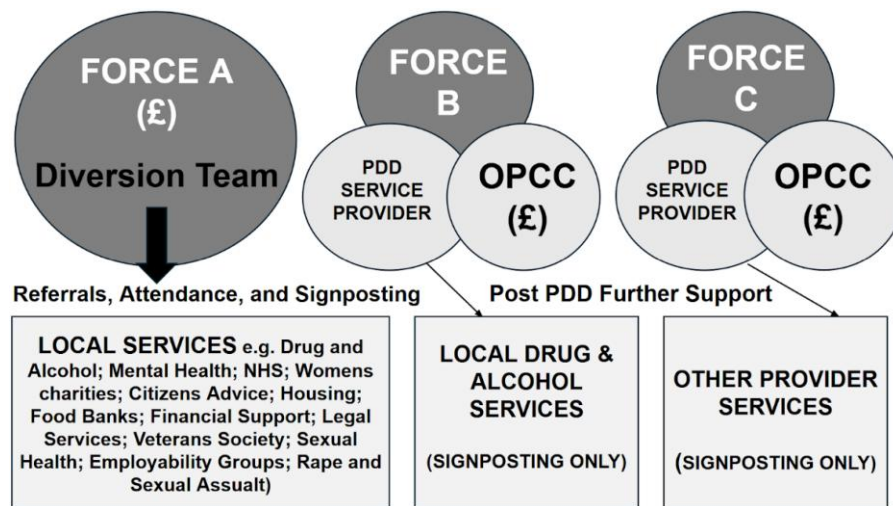 FORCE A
(£)
Diversion Team
FORCE
B
PDD
SERVICE
PROVIDER
OPCC
(£)
FORCE
C
PDD
SERVICE
PROVIDER
OPCC
(£)
Referrals, Attendance, and Signposting
Post PDD Further Support
LOCAL SERVICES e.g. Drug and
Alcohol; Mental Health; NHS; Womens
charities; Citizens Advice; Housing;
Food Banks; Financial Support; Legal
Services; Veterans Society; Sexual
Health; Employability Groups; Rape and
Sexual Assualt)
LOCAL DRUG &
ALCOHOL
SERVICES
(SIGNPOSTING ONLY)
OTHER PROVIDER
SERVICES
(SIGNPOSTING ONLY)